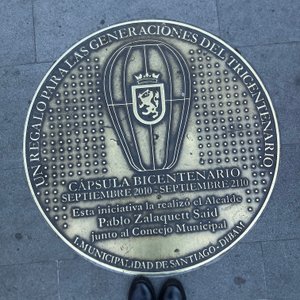 UN REGALO PARA LAS GENERACIONES DEL TRICENTENARIO
CÁPSULA BICENTENARIO
SEPTIEMBRE 2010 - SEPTIEMBRE 2110
Esta iniciativa la realizó el Alcalde
Pablo Zalaquett Said
junto al Concejo Municipal
I. MUNICIPALIDAD DE SANTIAGO - DIBAM